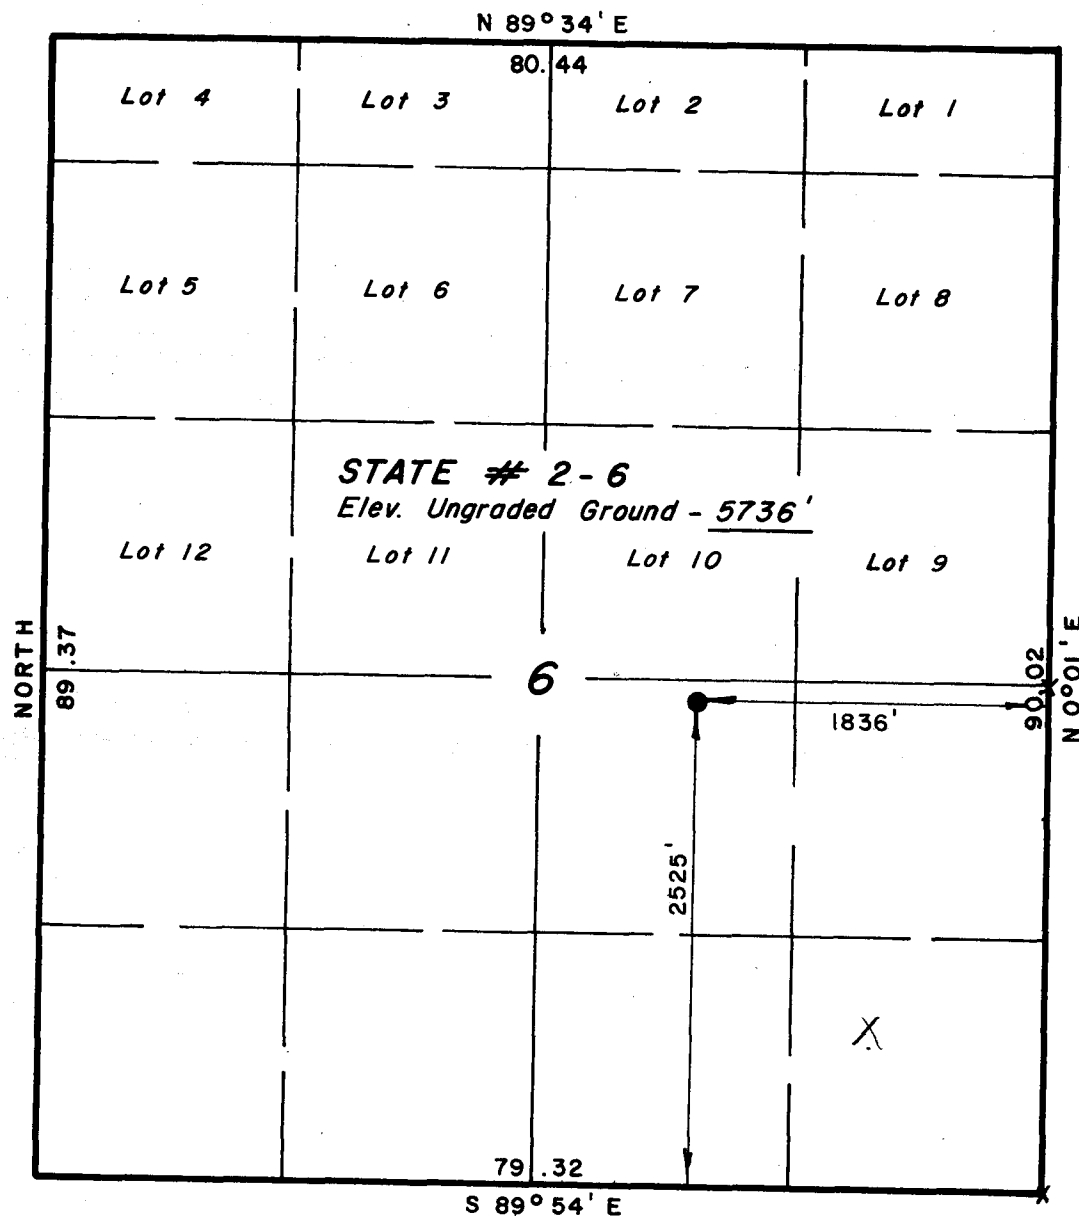 N 89° 34' E
80.44
Lot 4 Lot 3 Lot 2 Lot 1
Lot 5 Lot 6 Lot 7 Lot 8
STATE # 2-6
Elev. Ungraded Ground - 5736'
Lot 12 Lot 11 Lot 10 Lot 9
NORTH
89.37
6
90.02
N 0°01' E
1836'
2525'
X
79.32
S 89° 54' E